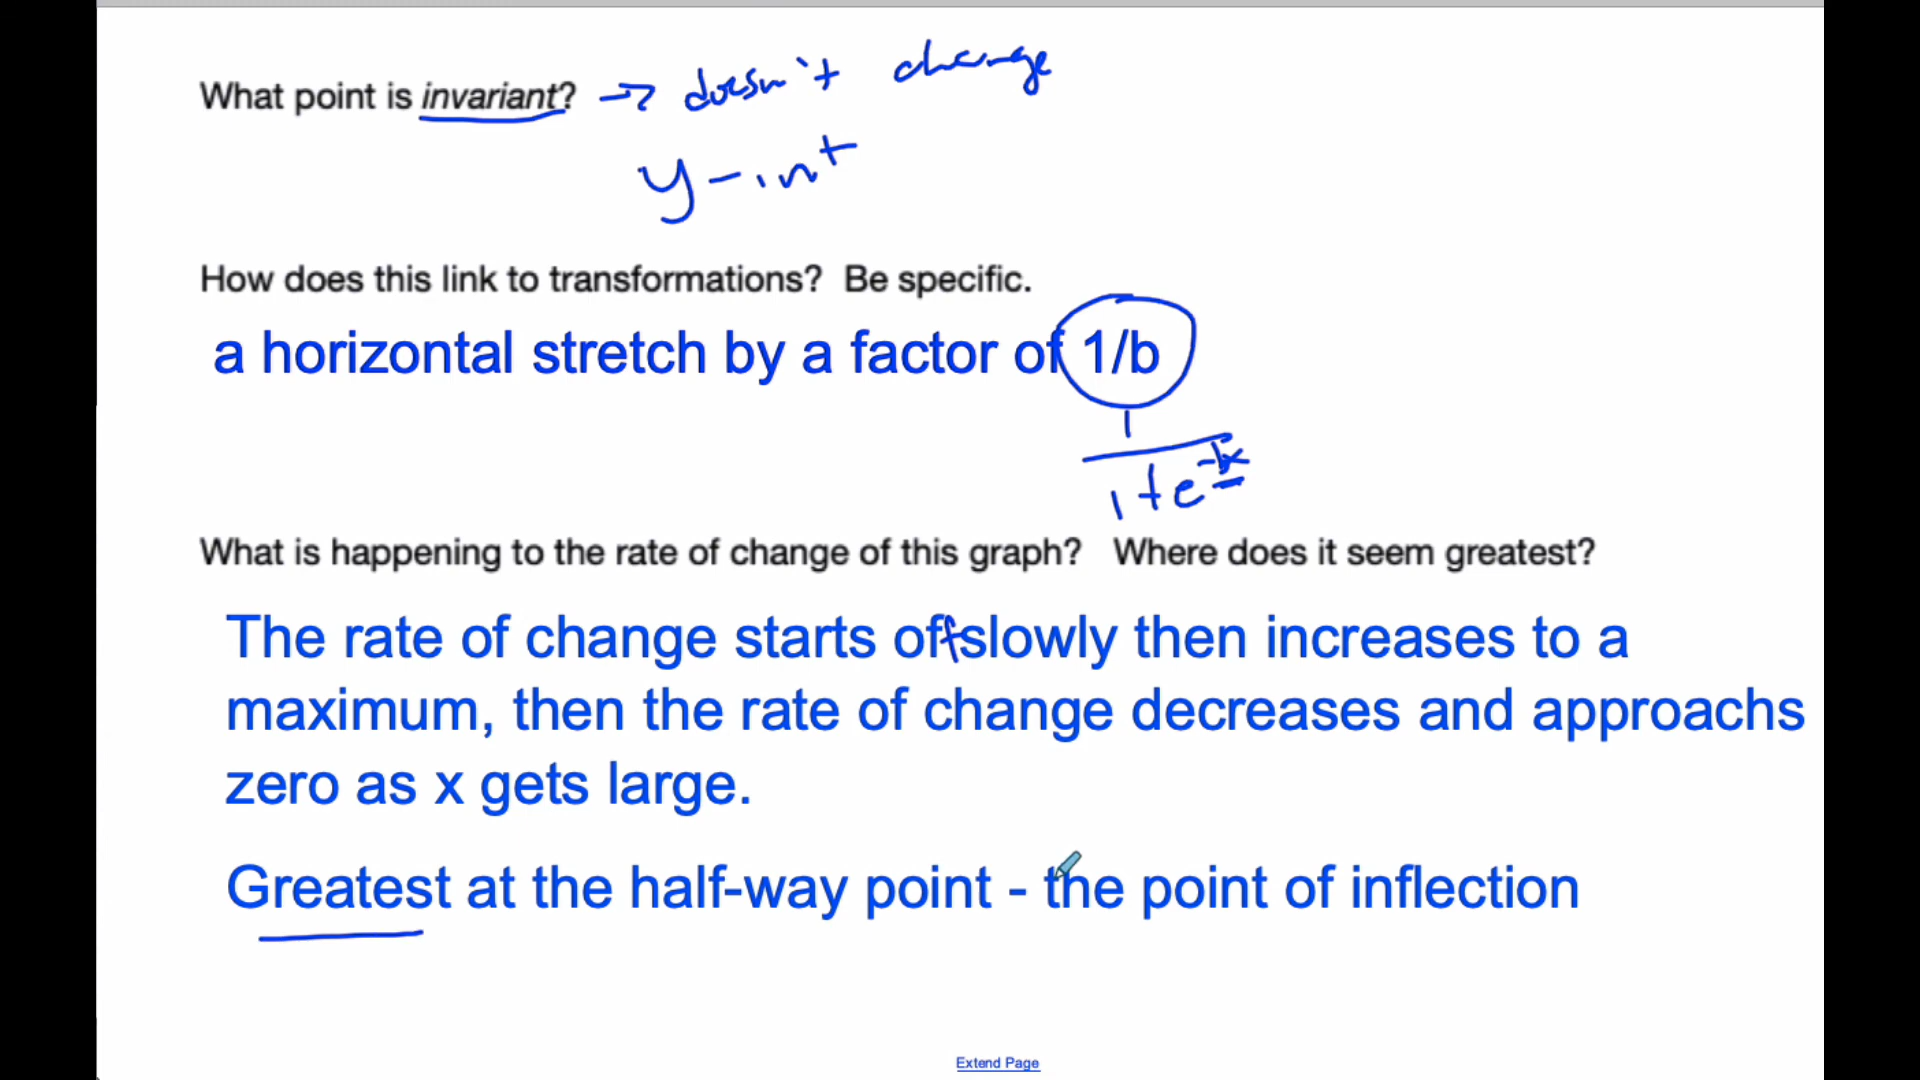 What point is invariant? → doesn't change
y-int
How does this link to transformations? Be specific.
a horizontal stretch by a factor of 1/b
1
1+e^-bx
What is happening to the rate of change of this graph? Where does it seem greatest?
The rate of change starts off slowly then increases to a
maximum, then the rate of change decreases and approachs
zero as x gets large.
Greatest at the half-way point - the point of inflection
Extend Page